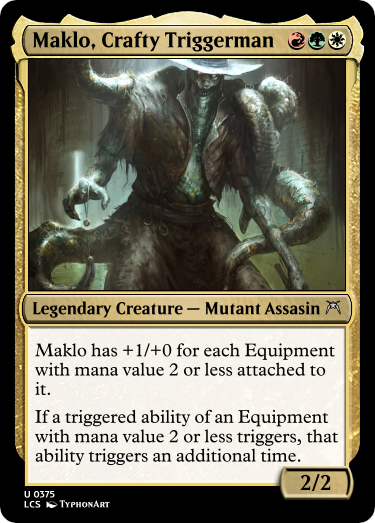 Maklo, Crafty Triggerman
Legendary Creature — Mutant Assasin
Maklo has +1/+0 for each Equipment
with mana value 2 or less attached to
it.
If a triggered ability of an Equipment
with mana value 2 or less triggers, that
ability triggers an additional time.
2/2
U 0375
LCS TYPHONART